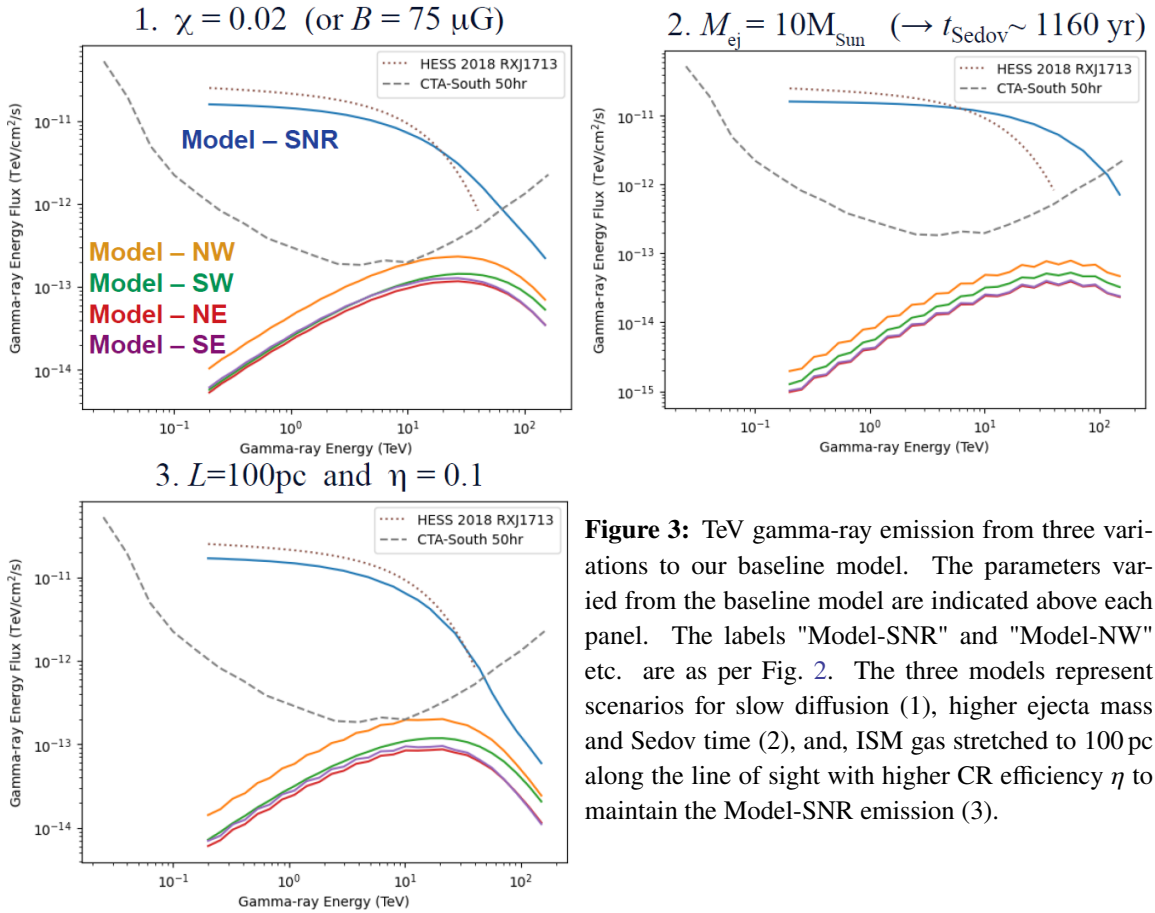 1. χ = 0.02 (or B = 75 μG)
Gamma-ray Energy Flux (TeV/cm²/s)
10⁻¹¹
10⁻¹²
10⁻¹³
10⁻¹⁴
HESS 2018 RXJ1713
CTA-South 50hr
Model – SNR
Model – NW
Model – SW
Model – NE
Model – SE
10⁻¹ 10⁰ 10¹ 10²
Gamma-ray Energy (TeV)
2. M_ej = 10M_Sun (→ t_Sedov ~ 1160 yr)
Gamma-ray Energy Flux (TeV/cm²/s)
10⁻¹¹
10⁻¹²
10⁻¹³
10⁻¹⁴
10⁻¹⁵
HESS 2018 RXJ1713
CTA-South 50hr
10⁻¹ 10⁰ 10¹ 10²
Gamma-ray Energy (TeV)
3. L=100pc and η = 0.1
Gamma-ray Energy Flux (TeV/cm²/s)
10⁻¹¹
10⁻¹²
10⁻¹³
10⁻¹⁴
HESS 2018 RXJ1713
CTA-South 50hr
10⁻¹ 10⁰ 10¹ 10²
Gamma-ray Energy (TeV)
Figure 3: TeV gamma-ray emission from three vari-
ations to our baseline model. The parameters var-
ied from the baseline model are indicated above each
panel. The labels "Model-SNR" and "Model-NW"
etc. are as per Fig. 2. The three models represent
scenarios for slow diffusion (1), higher ejecta mass
and Sedov time (2), and, ISM gas stretched to 100 pc
along the line of sight with higher CR efficiency η to
maintain the Model-SNR emission (3).